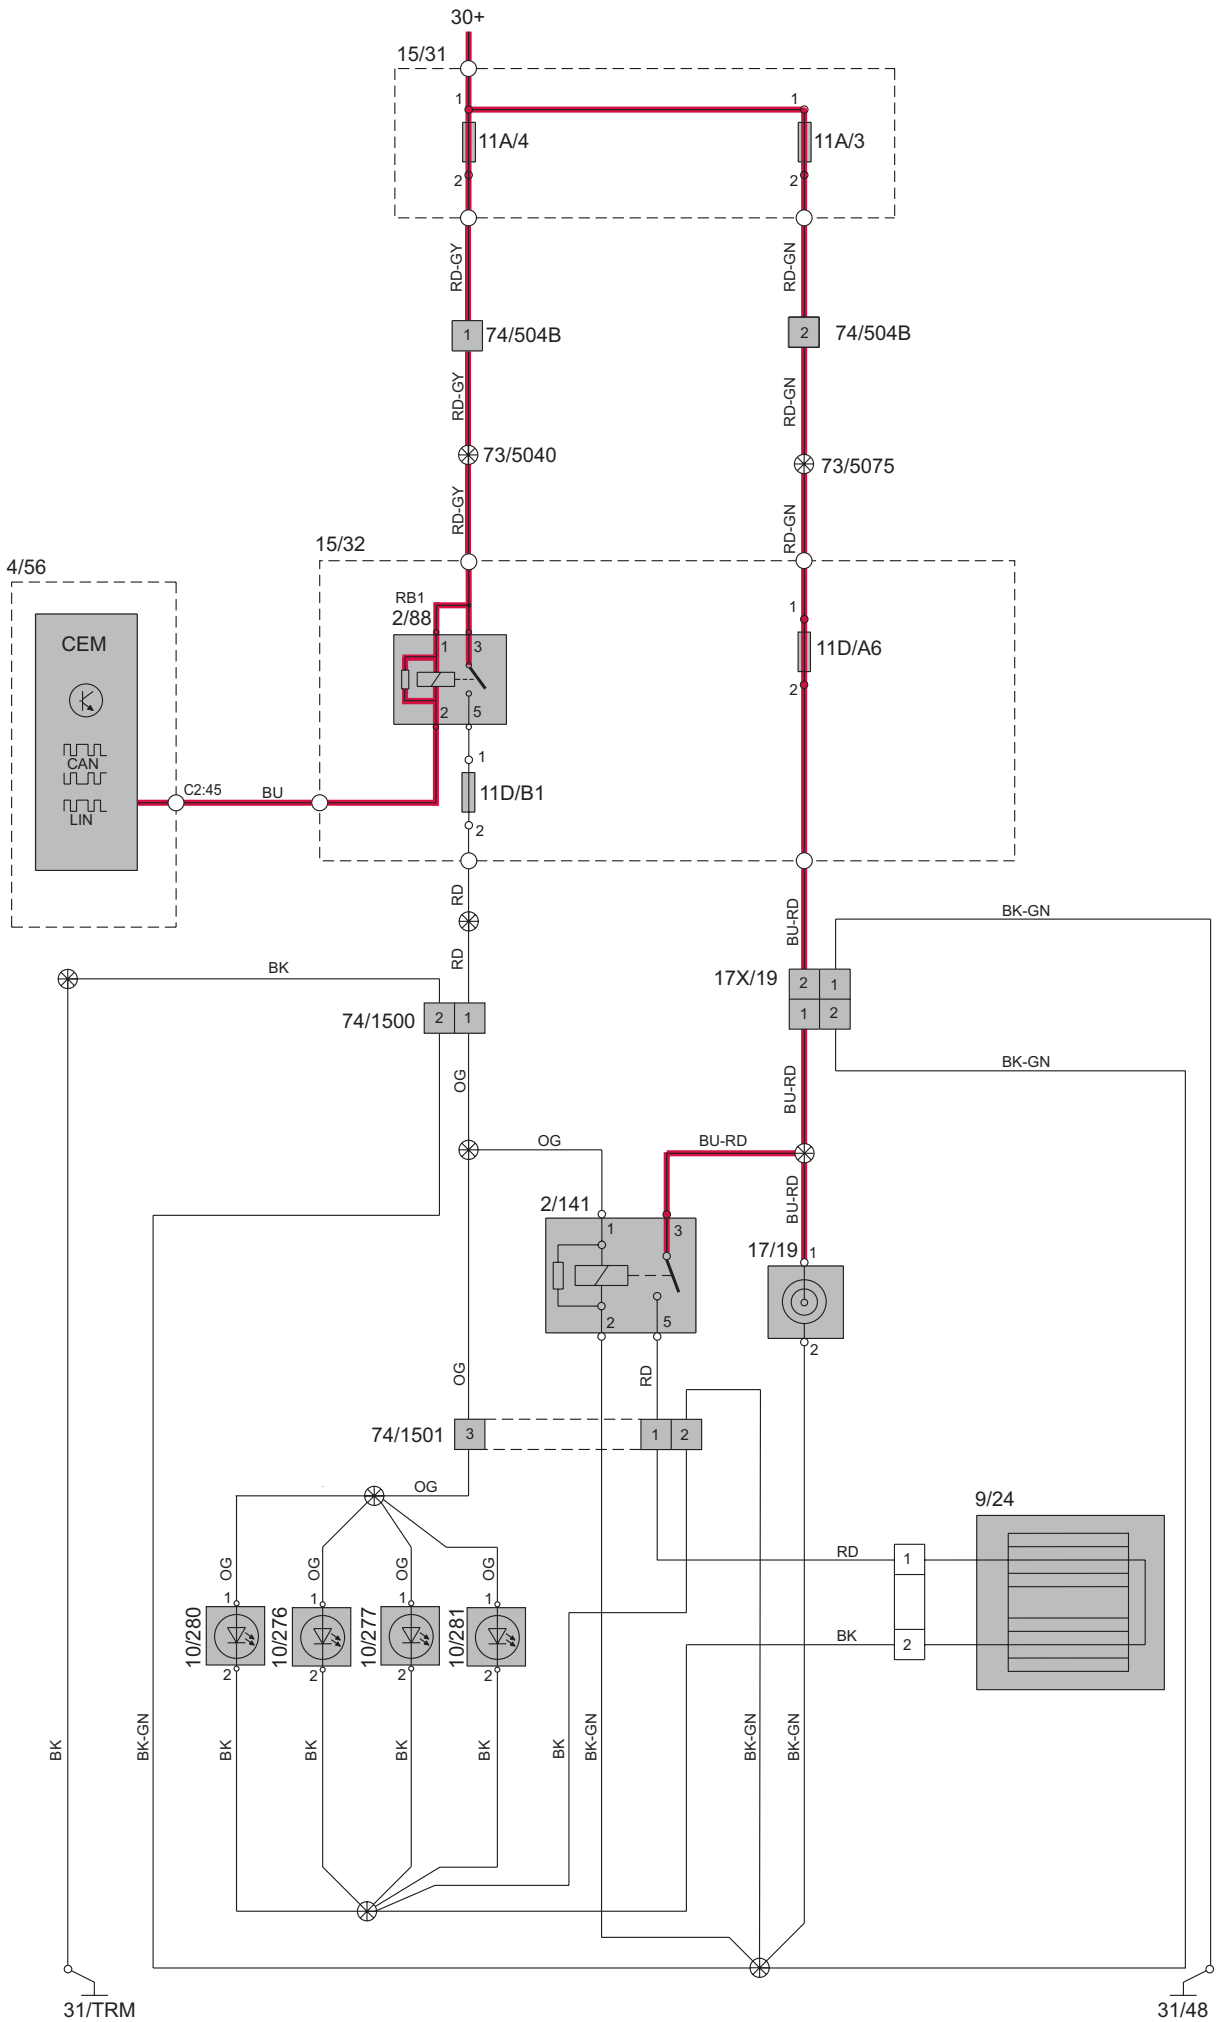 30+
15/31
1
1
11A/4
11A/3
2
2
RD-GY
RD-GN
1
74/504B
2
74/504B
RD-GY
RD-GN
73/5040
73/5075
RD-GY
RD-GN
15/32
4/56
RB1
2/88
1
CEM
1
3
11D/A6
2
2
5
CAN
LIN
1
C2:45
BU
11D/B1
2
RD
BU-RD
BK-GN
RD
BK
17X/19
2
1
1
2
74/1500
2
1
BK-GN
OG
BU-RD
OG
BU-RD
BU-RD
2/141
1
3
17/19
1
2
5
2
OG
RD
74/1501
3
1
2
OG
9/24
RD
1
OG
OG
OG
OG
1
1
1
1
10/280
10/276
10/277
10/281
2
2
2
2
BK
2
BK
BK-GN
BK
BK
BK
BK
BK
BK-GN
BK-GN
BK-GN
31/TRM
31/48